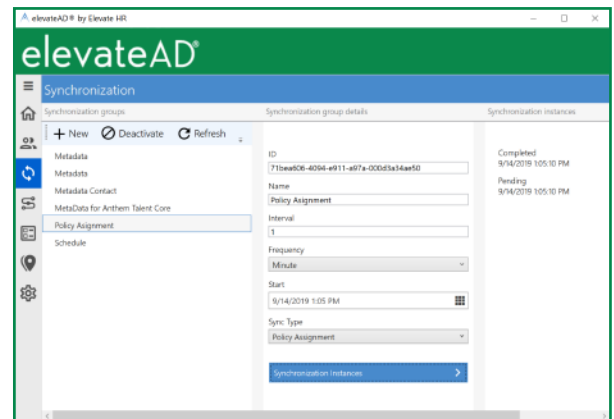 elevateAD® by Elevate HR
elevateAD®
Synchronization
Synchronization groups
Synchronization group details
Synchronization instances
New
Deactivate
Refresh
Metadata
Metadata
Metadata Contact
MetaData for Anthem Talent Core
Policy Asignment
Schedule
ID
71bea606-4094-e911-a97a-000d3a34ae50
Name
Policy Asignment
Interval
1
Frequency
Minute
Start
9/14/2019 1:05 PM
Sync Type
Policy Assignment
Synchronization Instances
Completed
9/14/2019 1:05:10 PM
Pending
9/14/2019 1:05:10 PM